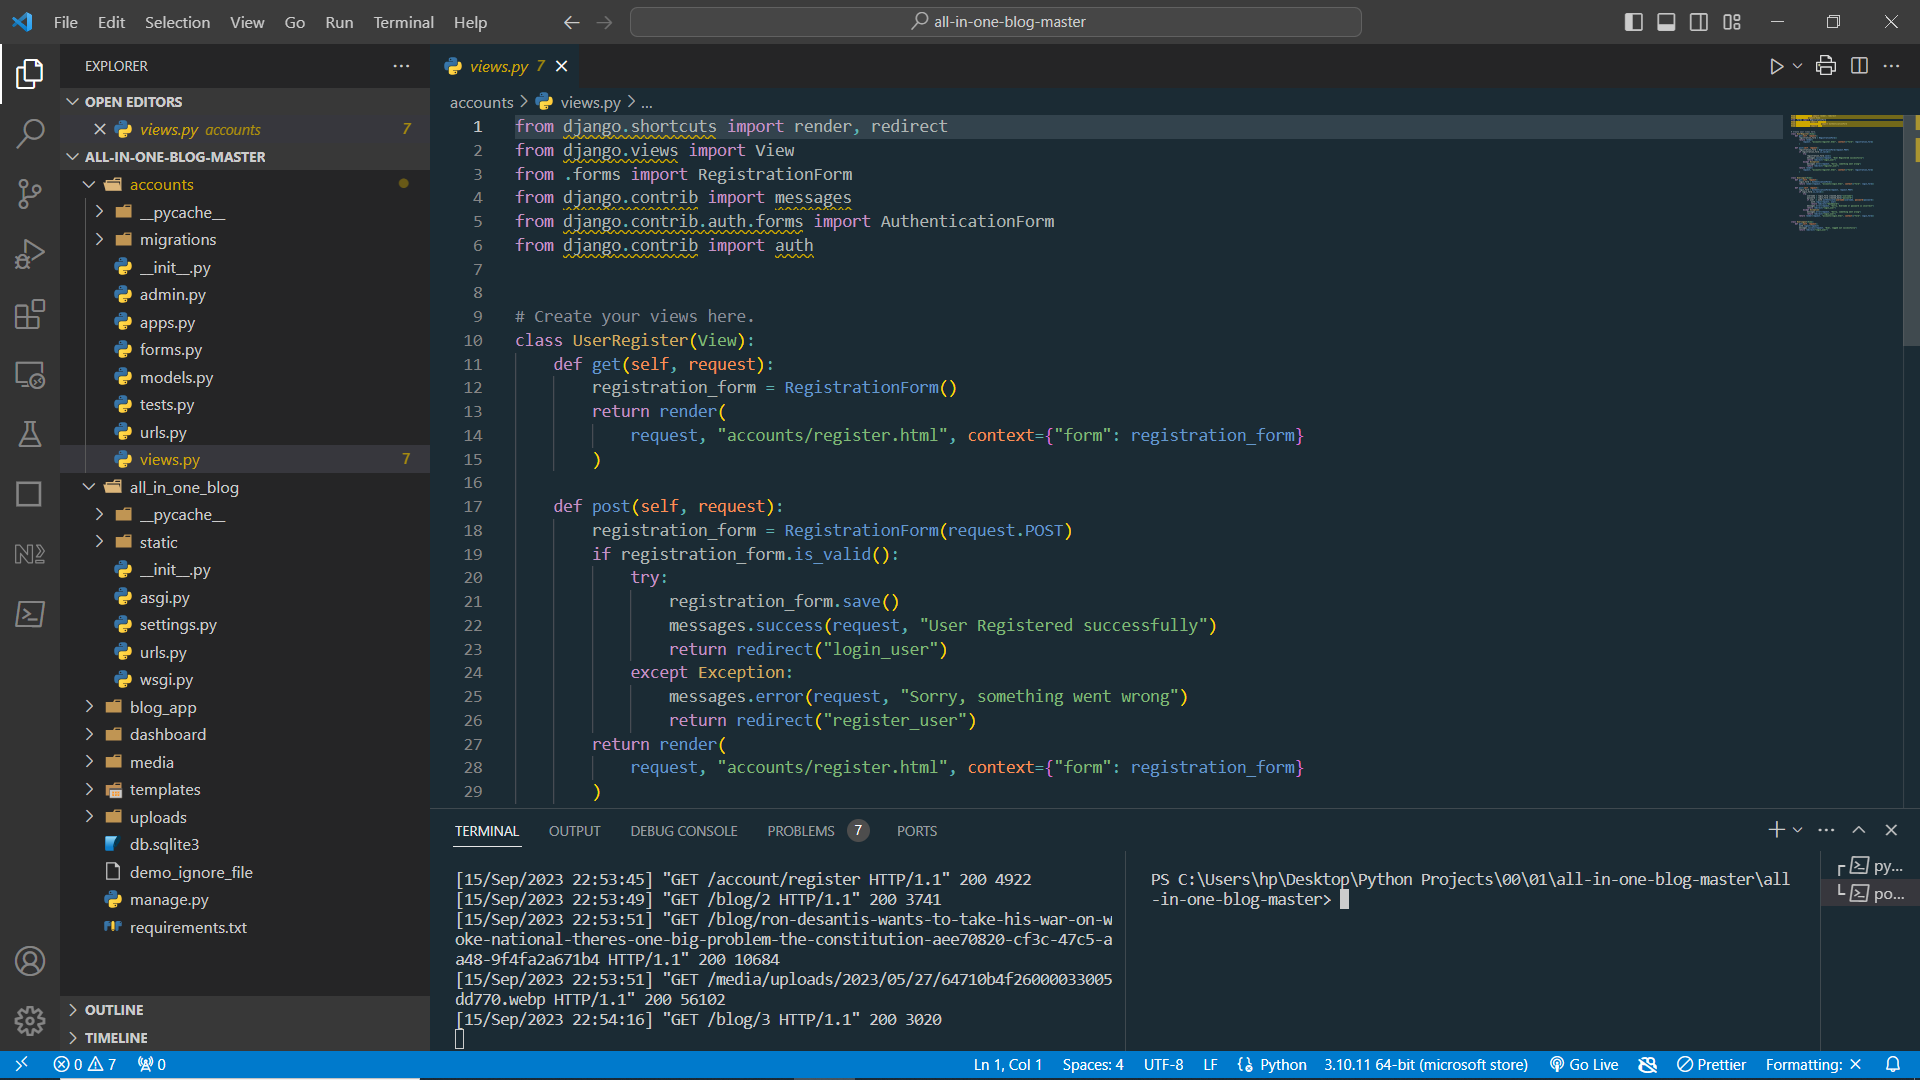 File Edit Selection View Go Run Terminal Help
all-in-one-blog-master
EXPLORER
OPEN EDITORS
views.py accounts 7
ALL-IN-ONE-BLOG-MASTER
accounts
__pycache__
migrations
__init__.py
admin.py
apps.py
forms.py
models.py
tests.py
urls.py
views.py 7
all_in_one_blog
__pycache__
static
__init__.py
asgi.py
settings.py
urls.py
wsgi.py
blog_app
dashboard
media
templates
uploads
db.sqlite3
demo_ignore_file
manage.py
requirements.txt
OUTLINE
TIMELINE
views.py 7
accounts > views.py > ...
1 from django.shortcuts import render, redirect
2 from django.views import View
3 from .forms import RegistrationForm
4 from django.contrib import messages
5 from django.contrib.auth.forms import AuthenticationForm
6 from django.contrib import auth
7
8
9 # Create your views here.
10 class UserRegister(View):
11 def get(self, request):
12 registration_form = RegistrationForm()
13 return render(
14 request, "accounts/register.html", context={"form": registration_form}
15 )
16
17 def post(self, request):
18 registration_form = RegistrationForm(request.POST)
19 if registration_form.is_valid():
20 try:
21 registration_form.save()
22 messages.success(request, "User Registered successfully")
23 return redirect("login_user")
24 except Exception:
25 messages.error(request, "Sorry, something went wrong")
26 return redirect("register_user")
27 return render(
28 request, "accounts/register.html", context={"form": registration_form}
29 )
TERMINAL OUTPUT DEBUG CONSOLE PROBLEMS 7 PORTS
[15/Sep/2023 22:53:45] "GET /account/register HTTP/1.1" 200 4922
[15/Sep/2023 22:53:49] "GET /blog/2 HTTP/1.1" 200 3741
[15/Sep/2023 22:53:51] "GET /blog/ron-desantis-wants-to-take-his-war-on-w
oke-national-theres-one-big-problem-the-constitution-aee70820-cf3c-47c5-a
a48-9f4fa2a671b4 HTTP/1.1" 200 10684
[15/Sep/2023 22:53:51] "GET /media/uploads/2023/05/27/64710b4f26000033005
dd770.webp HTTP/1.1" 200 56102
[15/Sep/2023 22:54:16] "GET /blog/3 HTTP/1.1" 200 3020
PS C:\Users\hp\Desktop\Python Projects\00\01\all-in-one-blog-master\all
-in-one-blog-master>
py...
po...
0 7 0 Ln 1, Col 1 Spaces: 4 UTF-8 LF Python 3.10.11 64-bit (microsoft store) Go Live Prettier Formatting: